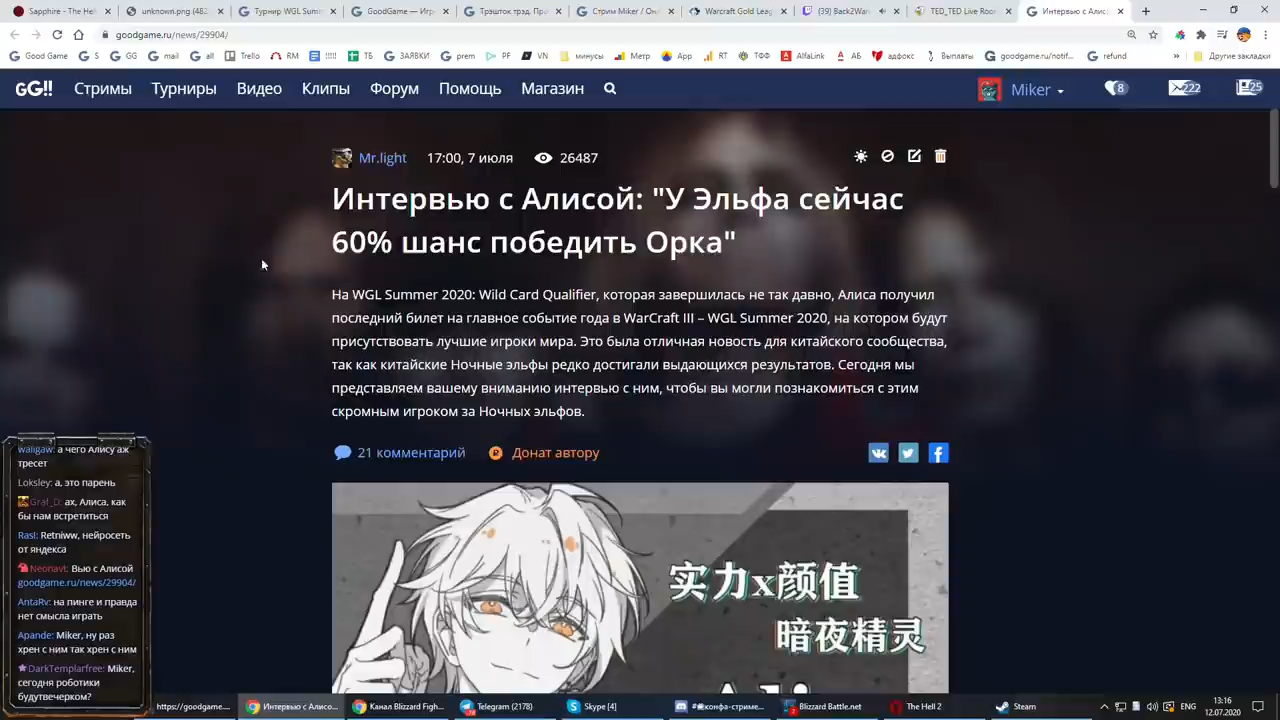 Sapphire - The Hel
unknown.png (482
Турнир WGL Summ
GoodGame — Игр
Трэшток.трэд. При
Стрим Miker / Онл
Warcraft Gold Leag
(39) Back2Wan
TED_TED Live Room
Интервью с Алис
goodgame.ru/news/29904/
Good Game
S
GG
mail
all
Trello
RM
!!!!
ТБ
ЗАЯВКИ
prem
PF
VN
минусы
Метр
Орка
RT
ТФФ
AlfaLink
АБ
адфокс
Выплаты
goodgame.ru/notif...
refund
»
Другие закладки
GG!!
Стримы
Турниры
Видео
Клипы
Форум
Помощь
Магазин
Miker
8
222
25
Mr.light
17:00, 7 июля
26487
Интервью с Алисой: "У Эльфа сейчас
60% шанс победить Орка"
На WGL Summer 2020: Wild Card Qualifier, которая завершилась не так давно, Алиса получил
последний билет на главное событие года в WarCraft III – WGL Summer 2020, на котором будут
присутствовать лучшие игроки мира. Это была отличная новость для китайского сообщества,
так как китайские Ночные эльфы редко достигали выдающихся результатов. Сегодня мы
представляем вашему вниманию интервью с ним, чтобы вы могли познакомиться с этим
скромным игроком за Ночных эльфов.
21 комментарий
Донат автору
实力x颜值
暗夜精灵
waligaw: а чего Алису аж
тресет
Loksley: а, это парень
Graf_D: ах, Алиса, как
бы нам встретиться
Rasl: Retniww, нейросеть
от яндекса
Neonavt: Вью с Алисой
goodgame.ru/news/29904/
AntaRv: на пинге и правда
нет смысла играть
Apande: Miker, ну раз
хрен с ним так хрен с ним
DarkTemplarfree: Miker,
сегодня роботики
будутвечерком?
https://goodgame...
Интервью с Алисо...
Канал Blizzard Figh...
Telegram (2178)
Skype [4]
конфа-стриме...
Blizzard Battle.net
The Hell 2
Steam
ENG
13:16
12.07.2020